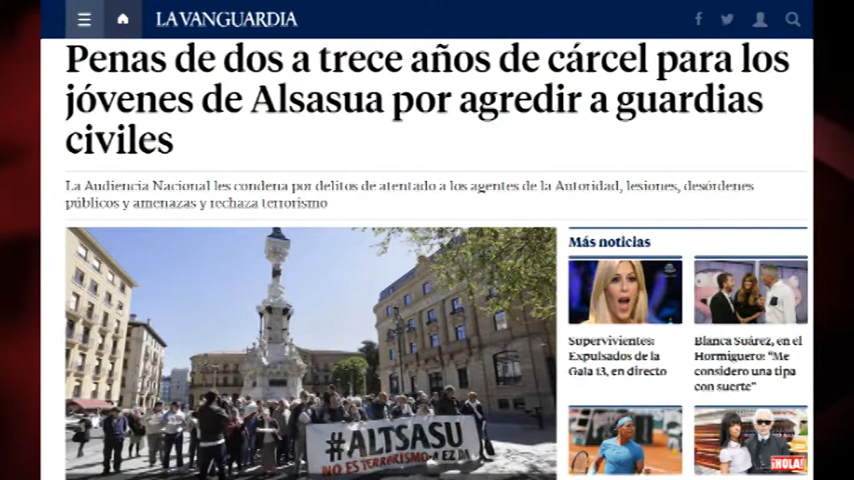 LA VANGUARDIA
Penas de dos a trece años de cárcel para los
jóvenes de Alsasua por agredir a guardias
civiles
La Audiencia Nacional les condena por delitos de atentado a los agentes de la Autoridad, lesiones, desórdenes
públicos y amenazas y rechaza terrorismo
#ALTSASU
NO ES TERRORISMO-A EZ DA
Más noticias
Supervivientes:
Expulsados de la
Gala 13, en directo
Blanca Suárez, en el
Hormiguero: "Me
considero una tipa
con suerte"
¡HOLA!